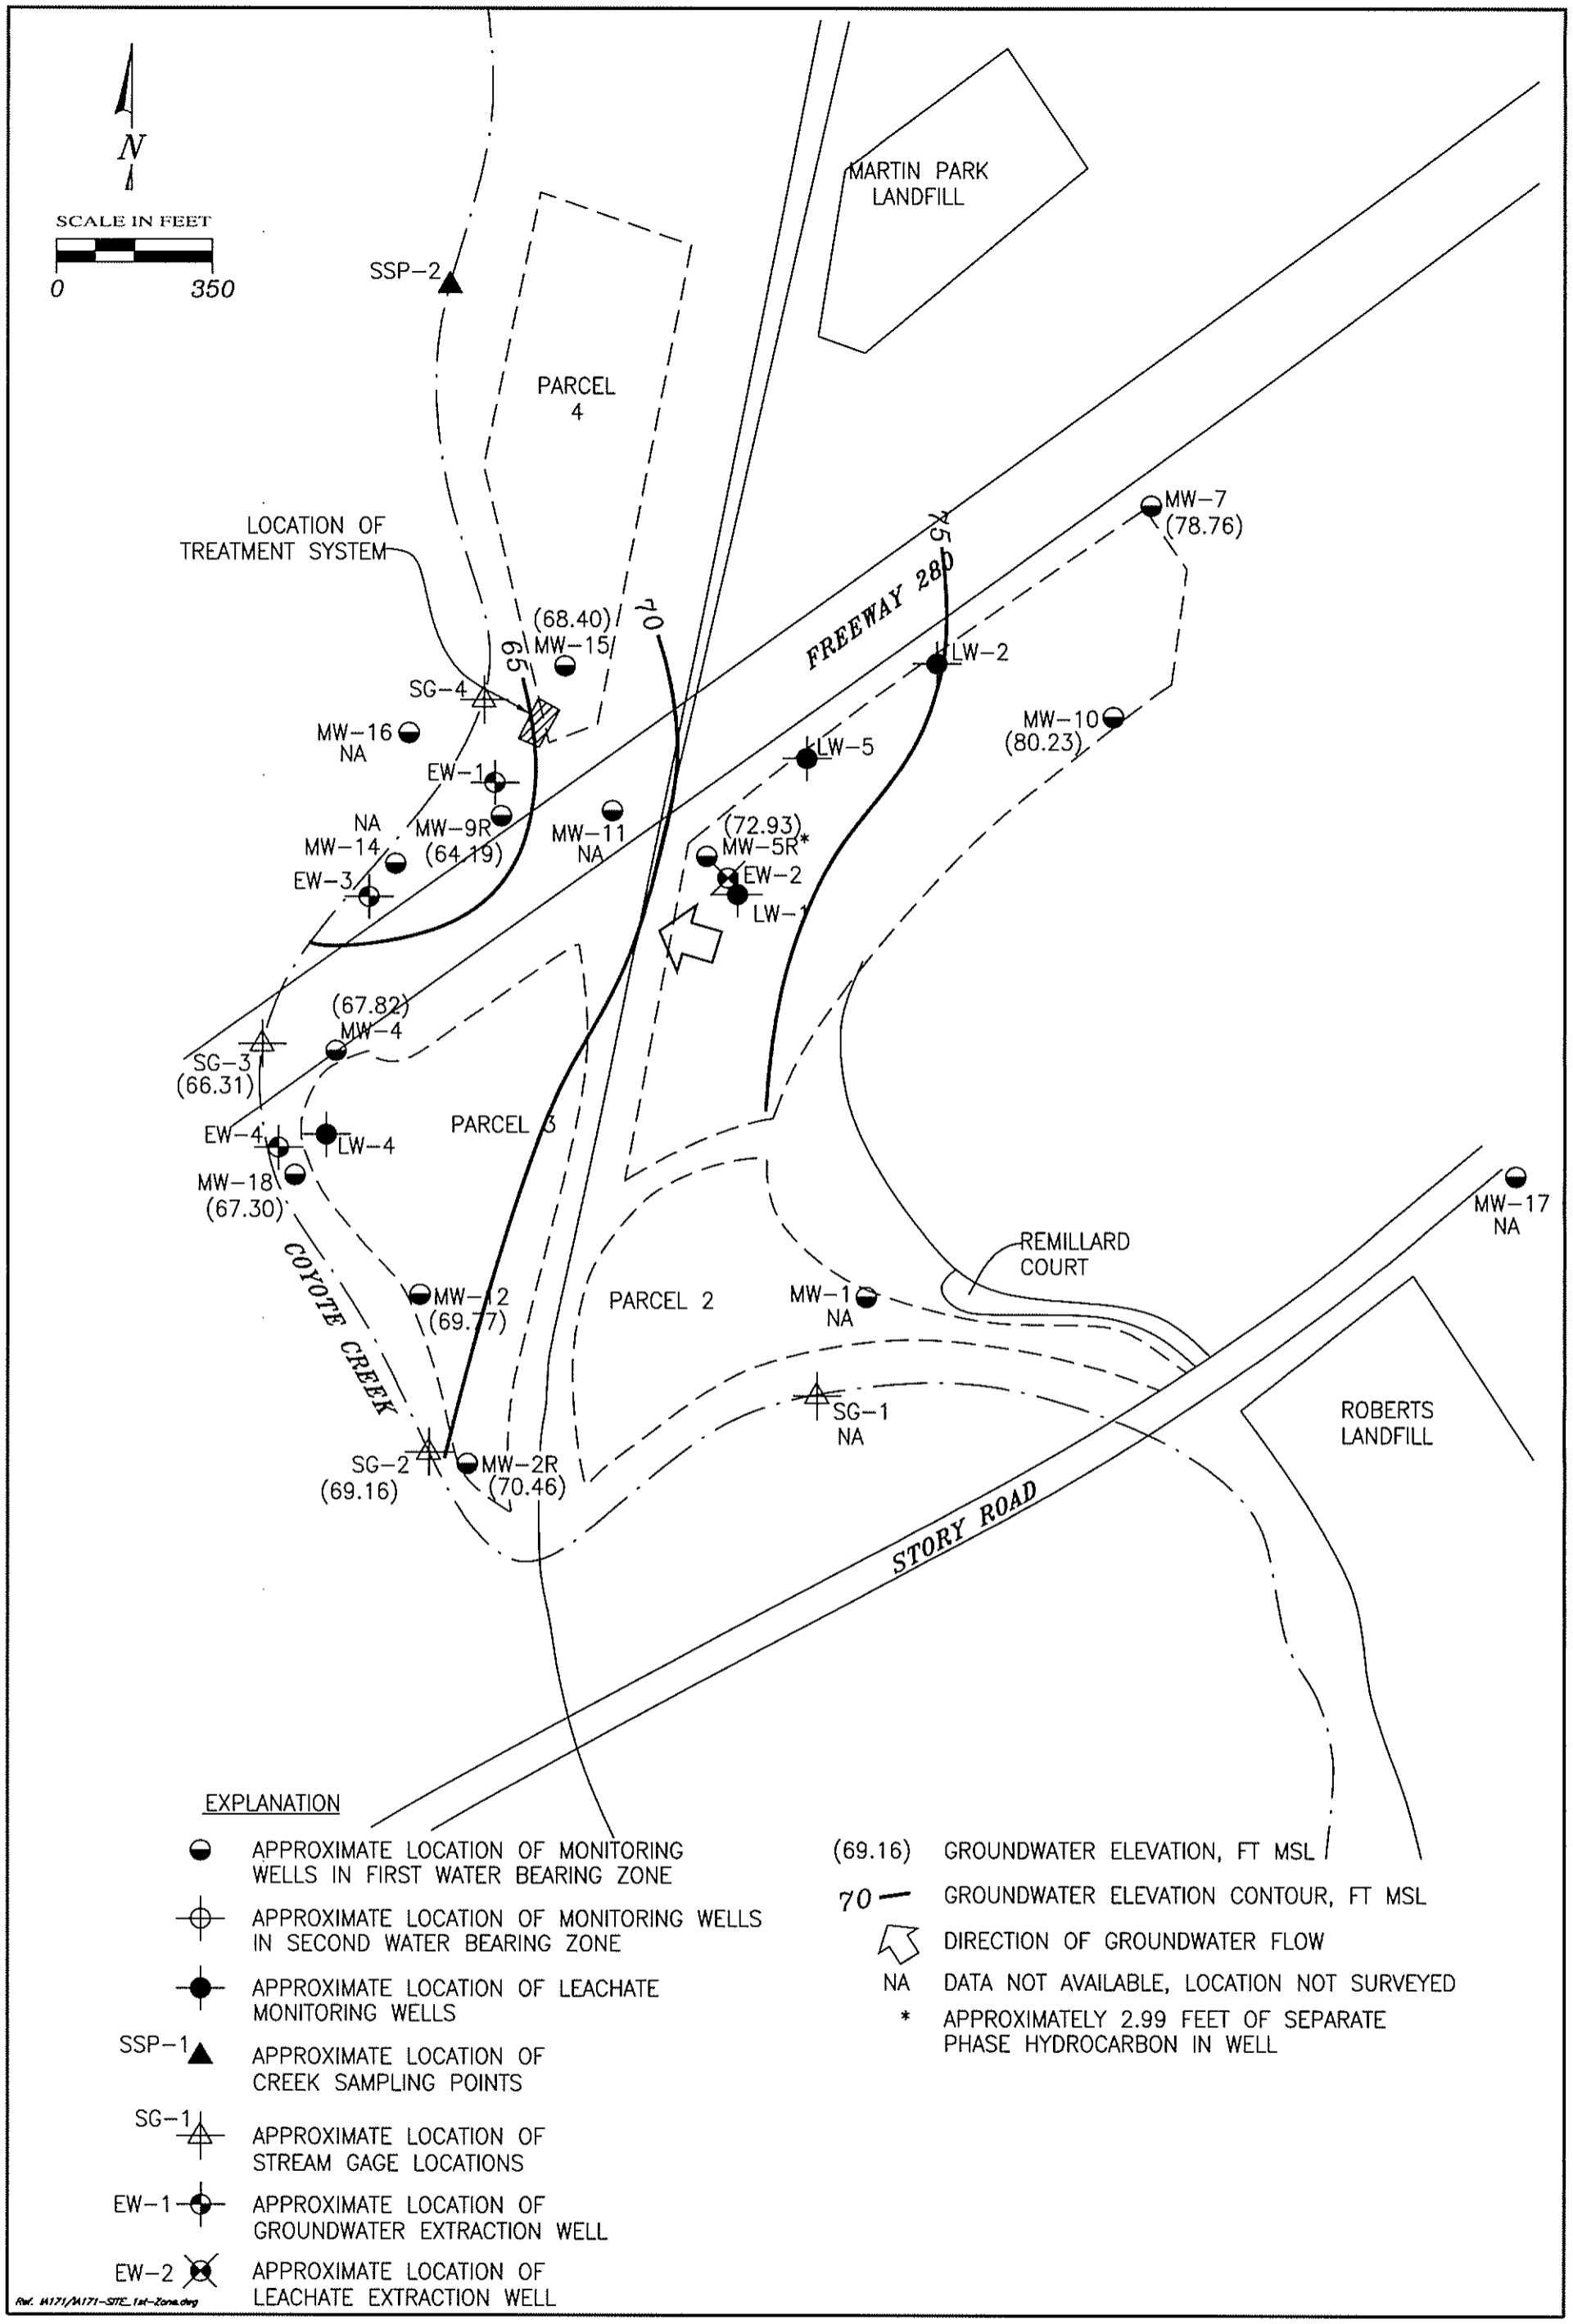 N
SCALE IN FEET
0 350
MARTIN PARK
LANDFILL
SSP-2
PARCEL
4
LOCATION OF
TREATMENT SYSTEM
MW-7
(78.76)
75
FREEWAY 280
(68.40)
MW-15
70
65
LW-2
SG-4
MW-10
(80.23)
MW-16
NA
LW-5
EW-1
NA
MW-14
MW-9R
(64.19)
MW-11
NA
(72.93)
MW-5R*
EW-2
EW-3
LW-1
(67.82)
MW-4
SG-3
(66.31)
PARCEL 3
EW-4
LW-4
MW-18
(67.30)
MW-17
NA
COYOTE CREEK
REMILLARD
COURT
MW-12
(69.77)
PARCEL 2
MW-1
NA
SG-1
NA
ROBERTS
LANDFILL
SG-2
(69.16)
MW-2R
(70.46)
STORY ROAD
EXPLANATION
APPROXIMATE LOCATION OF MONITORING
WELLS IN FIRST WATER BEARING ZONE
APPROXIMATE LOCATION OF MONITORING WELLS
IN SECOND WATER BEARING ZONE
APPROXIMATE LOCATION OF LEACHATE
MONITORING WELLS
SSP-1
APPROXIMATE LOCATION OF
CREEK SAMPLING POINTS
SG-1
APPROXIMATE LOCATION OF
STREAM GAGE LOCATIONS
EW-1
APPROXIMATE LOCATION OF
GROUNDWATER EXTRACTION WELL
EW-2
APPROXIMATE LOCATION OF
LEACHATE EXTRACTION WELL
(69.16) GROUNDWATER ELEVATION, FT MSL
70 GROUNDWATER ELEVATION CONTOUR, FT MSL
DIRECTION OF GROUNDWATER FLOW
NA DATA NOT AVAILABLE, LOCATION NOT SURVEYED
* APPROXIMATELY 2.99 FEET OF SEPARATE
PHASE HYDROCARBON IN WELL